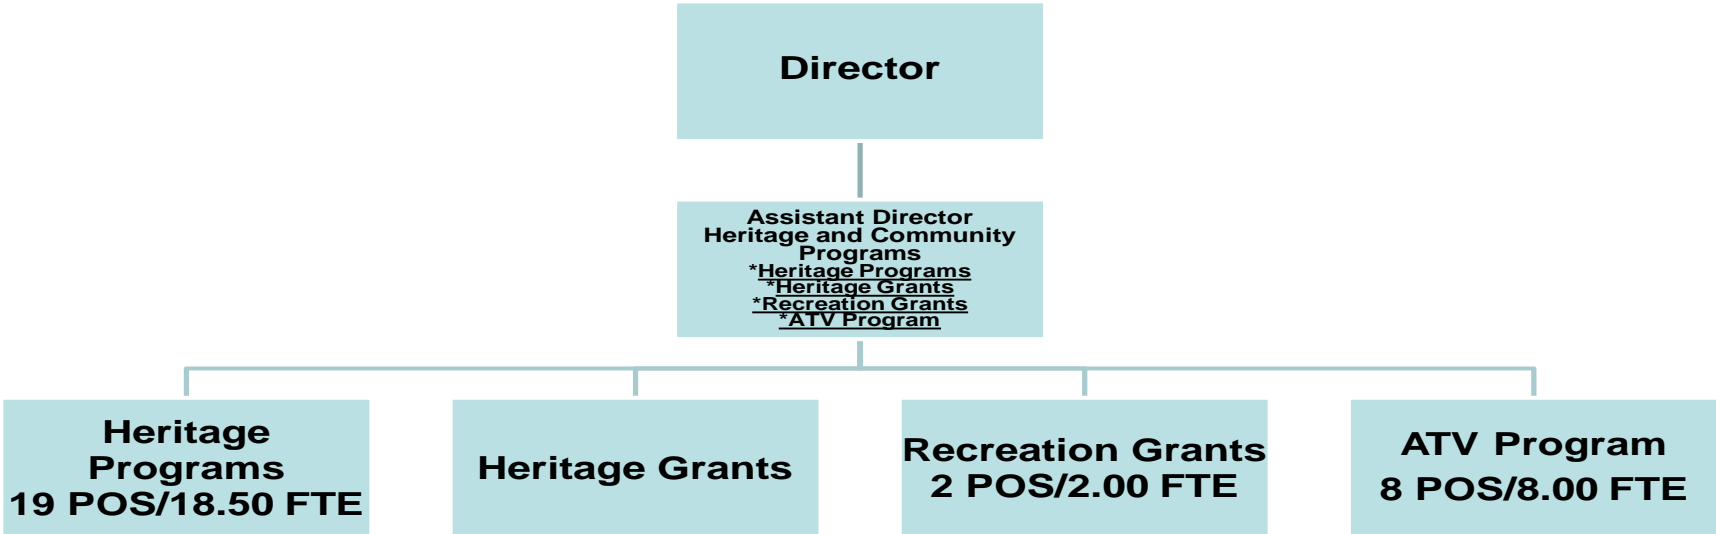 Director
Assistant Director
Heritage and Community
Programs
*Heritage Programs
*Heritage Grants
*Recreation Grants
*ATV Program
Heritage
Programs
19 POS/18.50 FTE
Heritage Grants
Recreation Grants
2 POS/2.00 FTE
ATV Program
8 POS/8.00 FTE